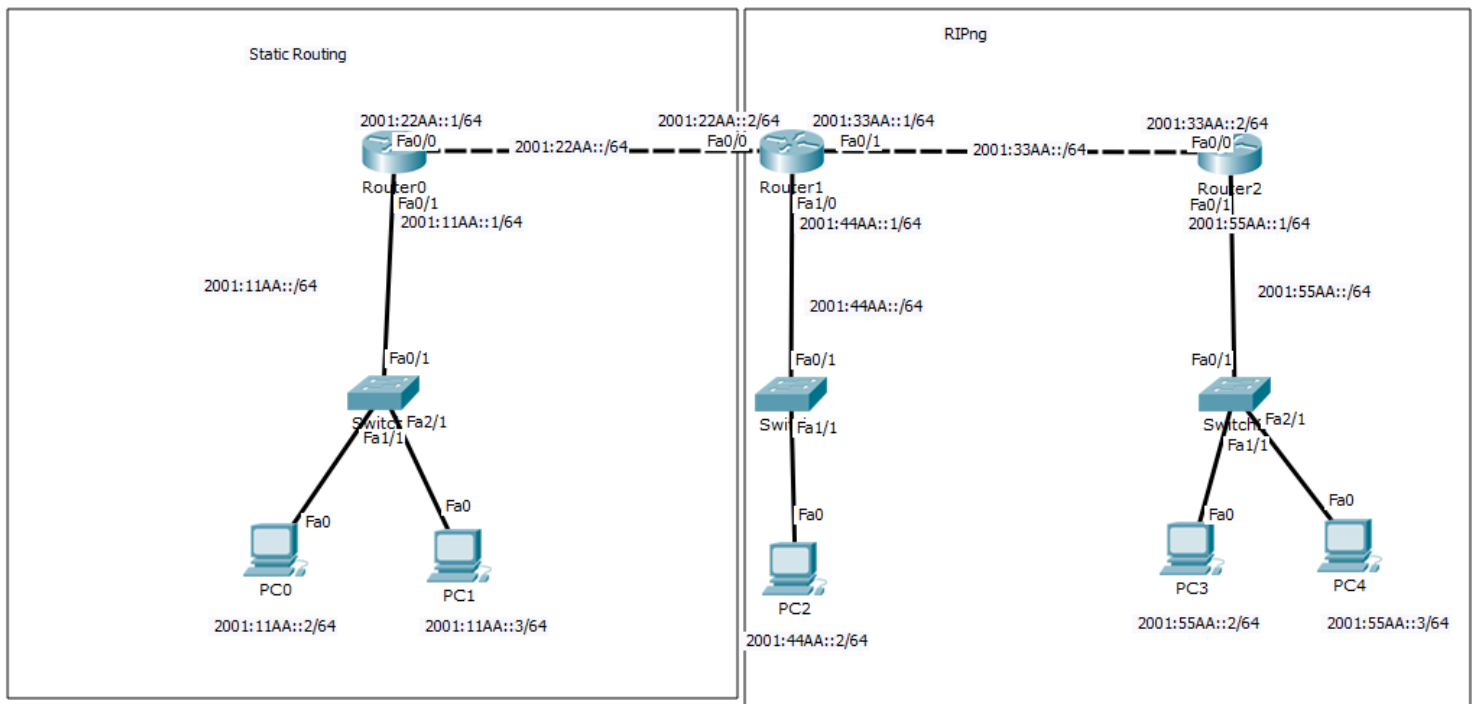 RIPng
Static Routing
2001:22AA::1/64
2001:22AA::2/64
2001:33AA::1/64
2001:33AA::2/64
Fa0/0
2001:22AA::/64
Fa0/0
Fa0/1
2001:33AA::/64
Fa0/0
Router0
Router1
Router2
Fa0/1
Fa1/0
Fa0/1
2001:11AA::1/64
2001:44AA::1/64
2001:55AA::1/64
2001:11AA::/64
2001:44AA::/64
2001:55AA::/64
Fa0/1
Fa0/1
Fa0/1
Fa2/1
Fa1/1
Fa1/1
Fa2/1
Fa1/1
Fa0
Fa0
Fa0
Fa0
Fa0
PC0
PC1
PC2
PC3
PC4
2001:11AA::2/64
2001:11AA::3/64
2001:44AA::2/64
2001:55AA::2/64
2001:55AA::3/64